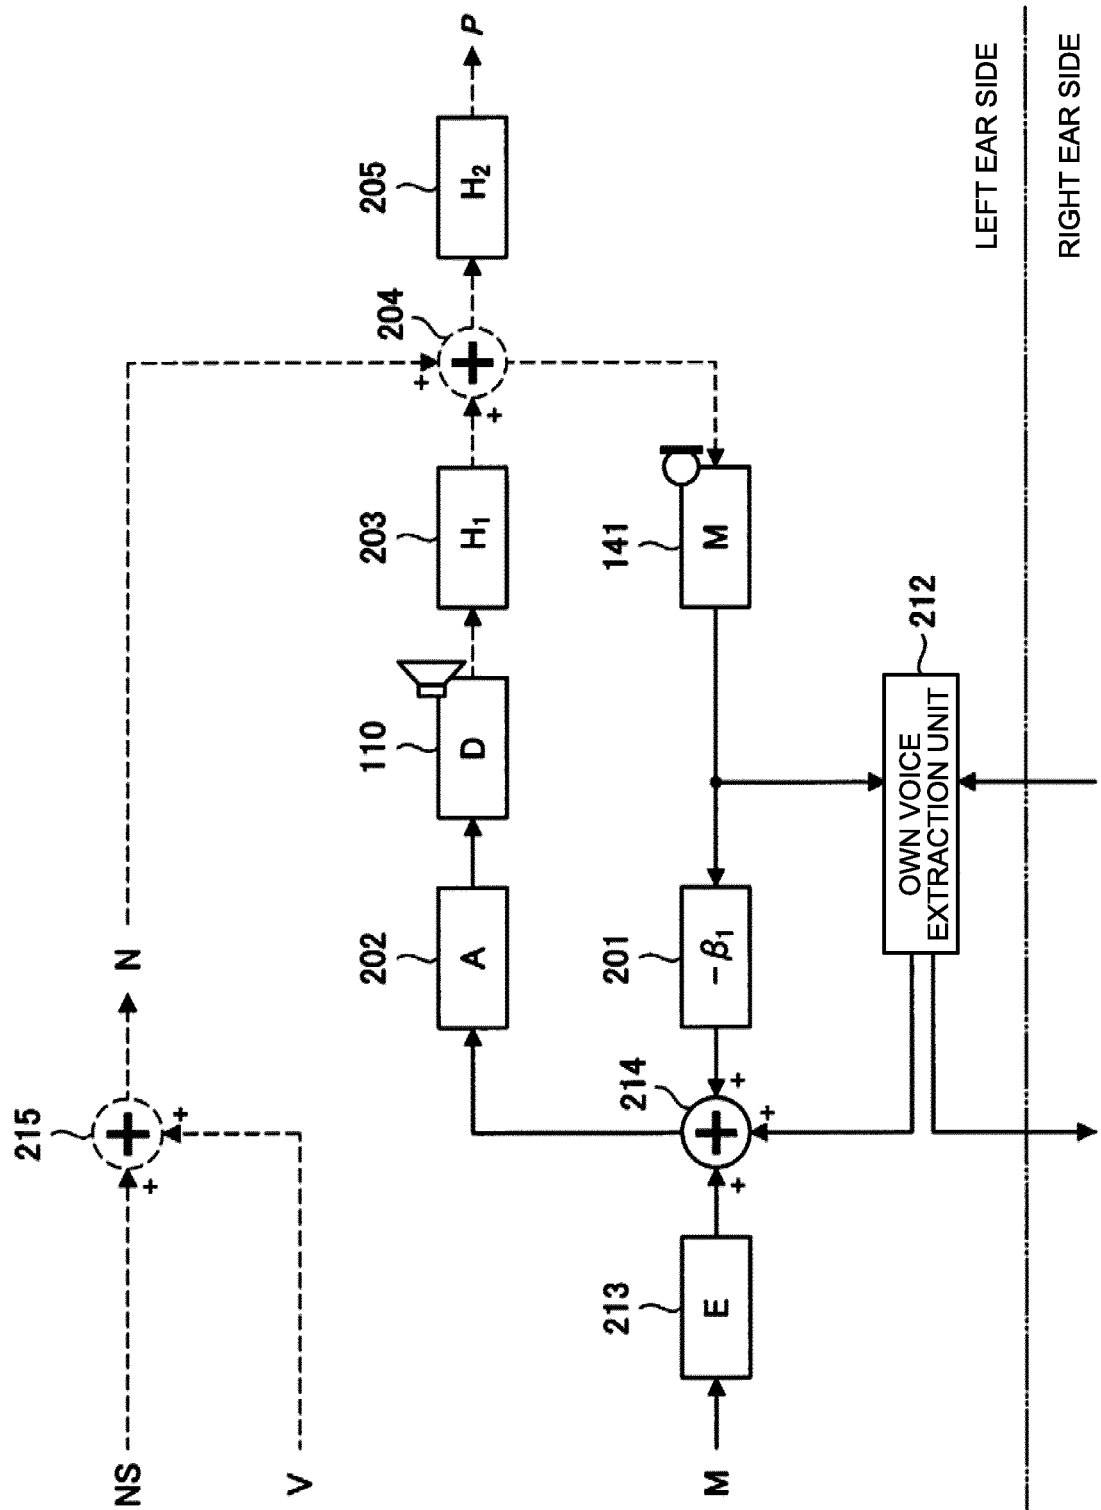 NS
+
215
+
N
V
+
204
+
P
202
A
110
D
203
H₁
205
H₂
M
213
E
+
214
+
+
201
-β₁
141
M
OWN VOICE
EXTRACTION UNIT
212
LEFT EAR SIDE
RIGHT EAR SIDE